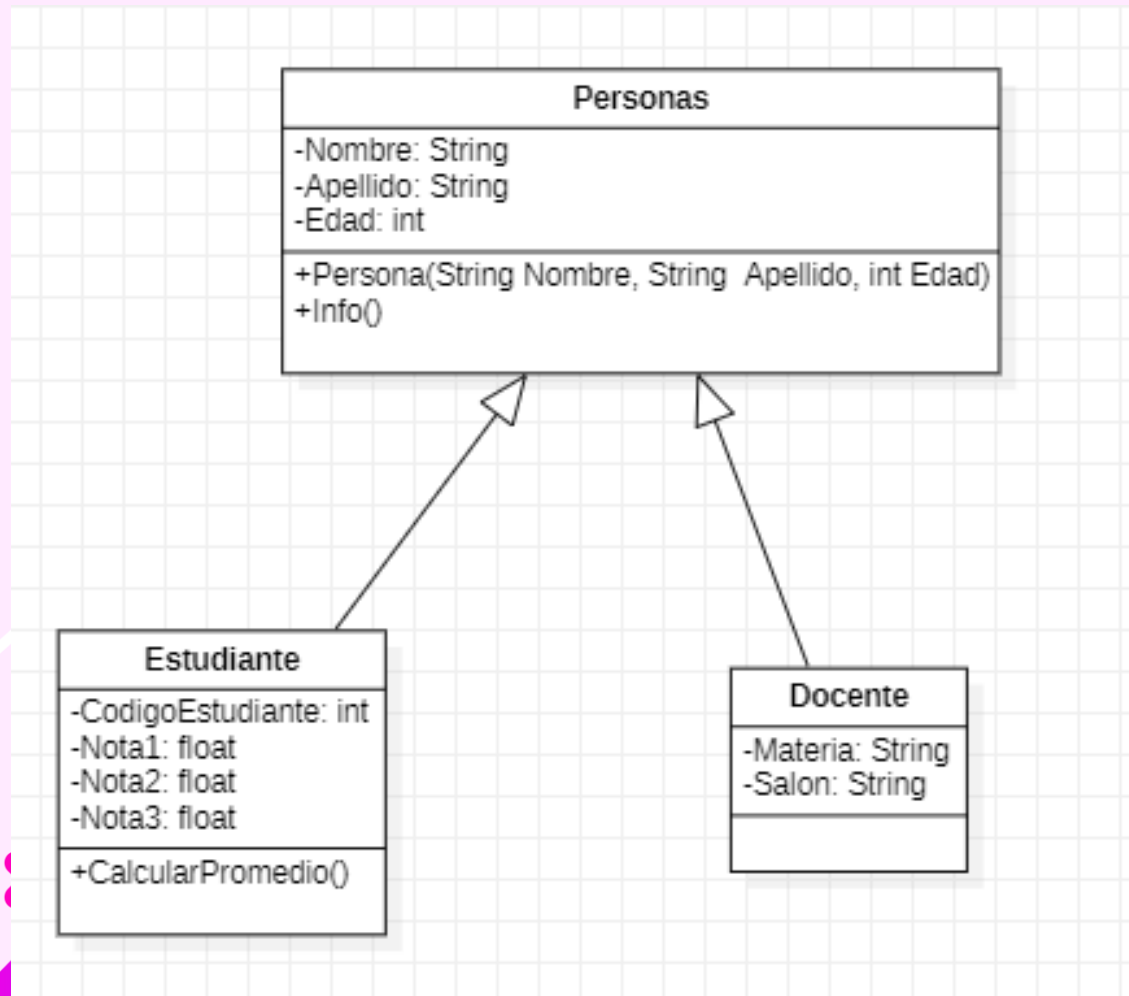 Personas
-Nombre: String
-Apellido: String
-Edad: int
+Persona(String Nombre, String Apellido, int Edad)
+Info()
Estudiante
-CodigoEstudiante: int
-Nota1: float
-Nota2: float
-Nota3: float
+CalcularPromedio()
Docente
-Materia: String
-Salon: String